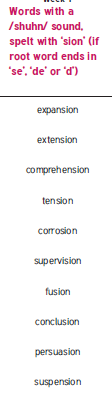 Words with a
/shuhn/ sound,
spelt with 'sion' (if
root word ends in
'se', 'de' or 'd')
expansion
extension
comprehension
tension
corrosion
supervision
fusion
conclusion
persuasion
suspension